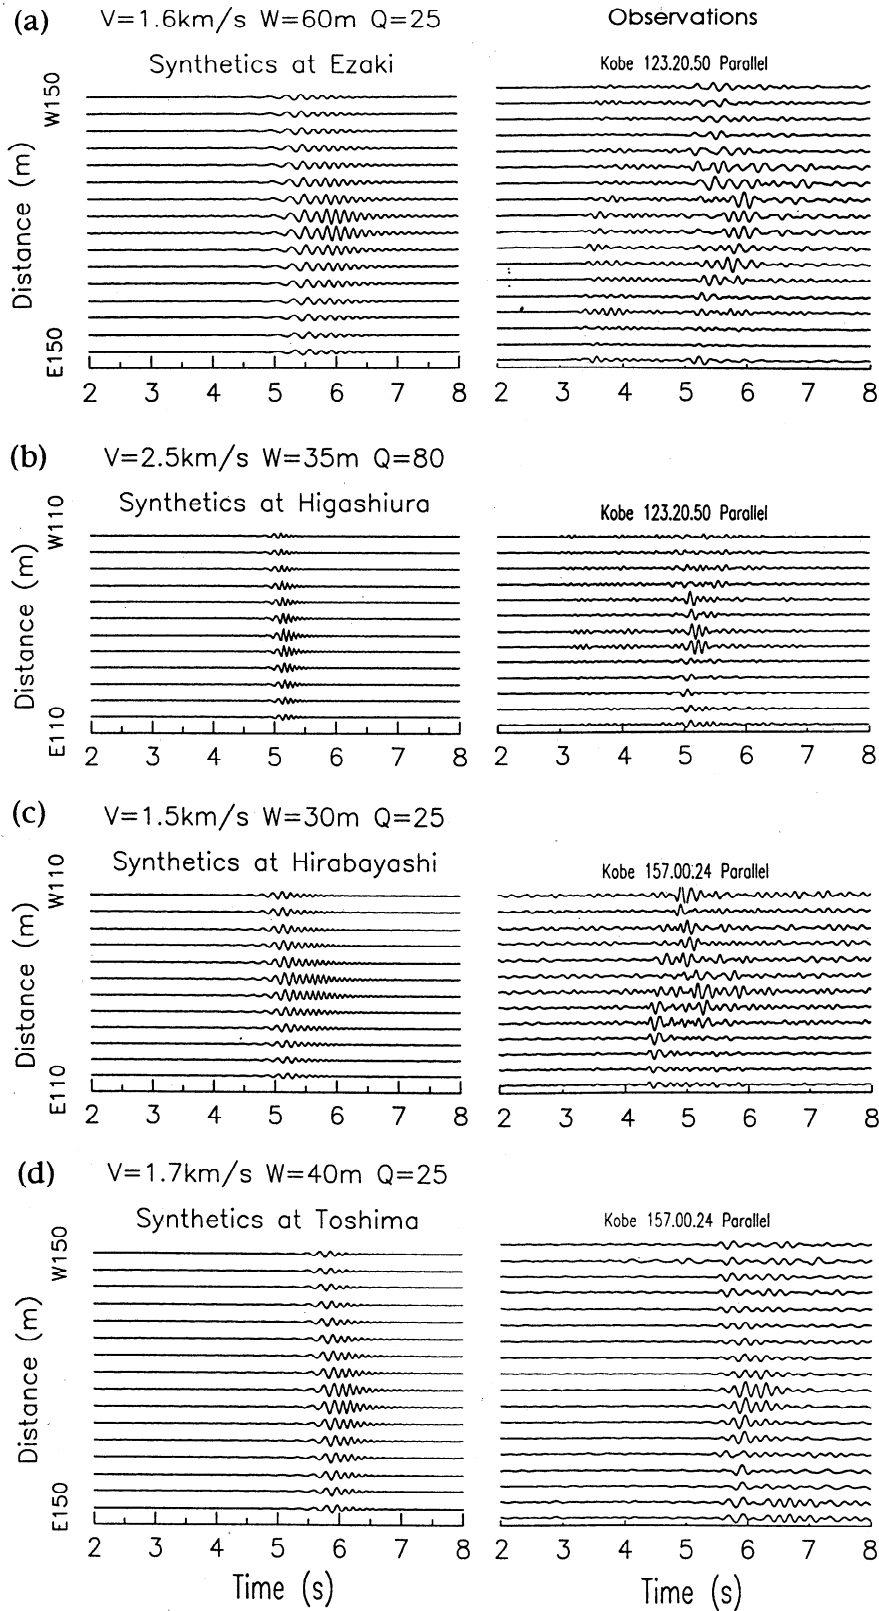 (a) V=1.6km/s W=60m Q=25 Observations
Synthetics at Ezaki Kobe 123.20.50 Parallel
W150
Distance (m)
E150
2 3 4 5 6 7 8 2 3 4 5 6 7 8
(b) V=2.5km/s W=35m Q=80
Synthetics at Higashiura Kobe 123.20.50 Parallel
W110
Distance (m)
E110
2 3 4 5 6 7 8 2 3 4 5 6 7 8
(c) V=1.5km/s W=30m Q=25
Synthetics at Hirabayashi Kobe 157.00.24 Parallel
W110
Distance (m)
E110
2 3 4 5 6 7 8 2 3 4 5 6 7 8
(d) V=1.7km/s W=40m Q=25
Synthetics at Toshima Kobe 157.00.24 Parallel
W150
Distance (m)
E150
2 3 4 5 6 7 8 2 3 4 5 6 7 8
Time (s) Time (s)